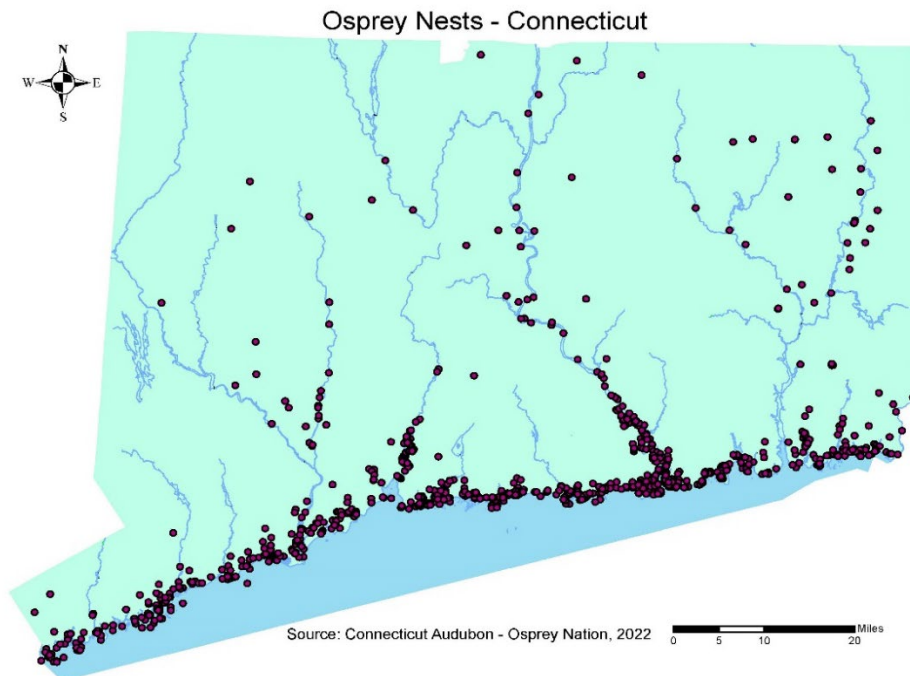 Osprey Nests - Connecticut
N
W E
S
Source: Connecticut Audubon - Osprey Nation, 2022
Miles
0 5 10 20